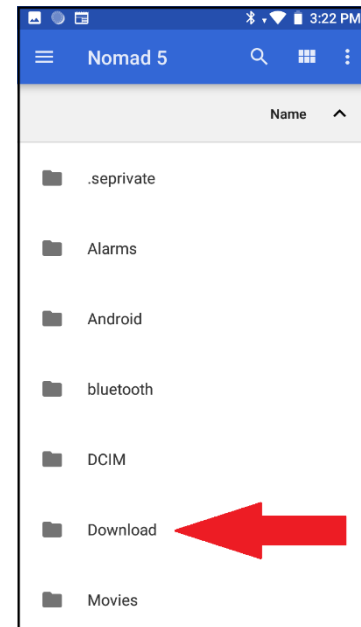 3:22 PM
Nomad 5
Name
.seprivate
Alarms
Android
bluetooth
DCIM
Download
Movies